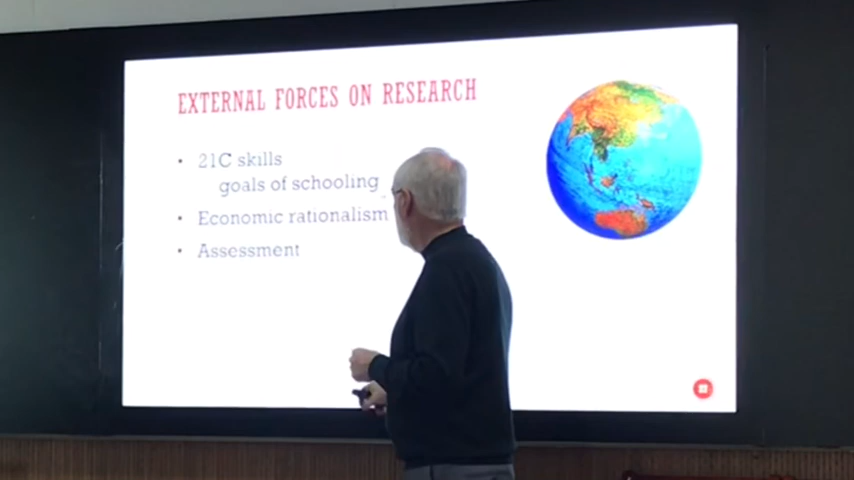 EXTERNAL FORCES ON RESEARCH
• 21C skills
goals of schooling
• Economic rationalism
• Assessment